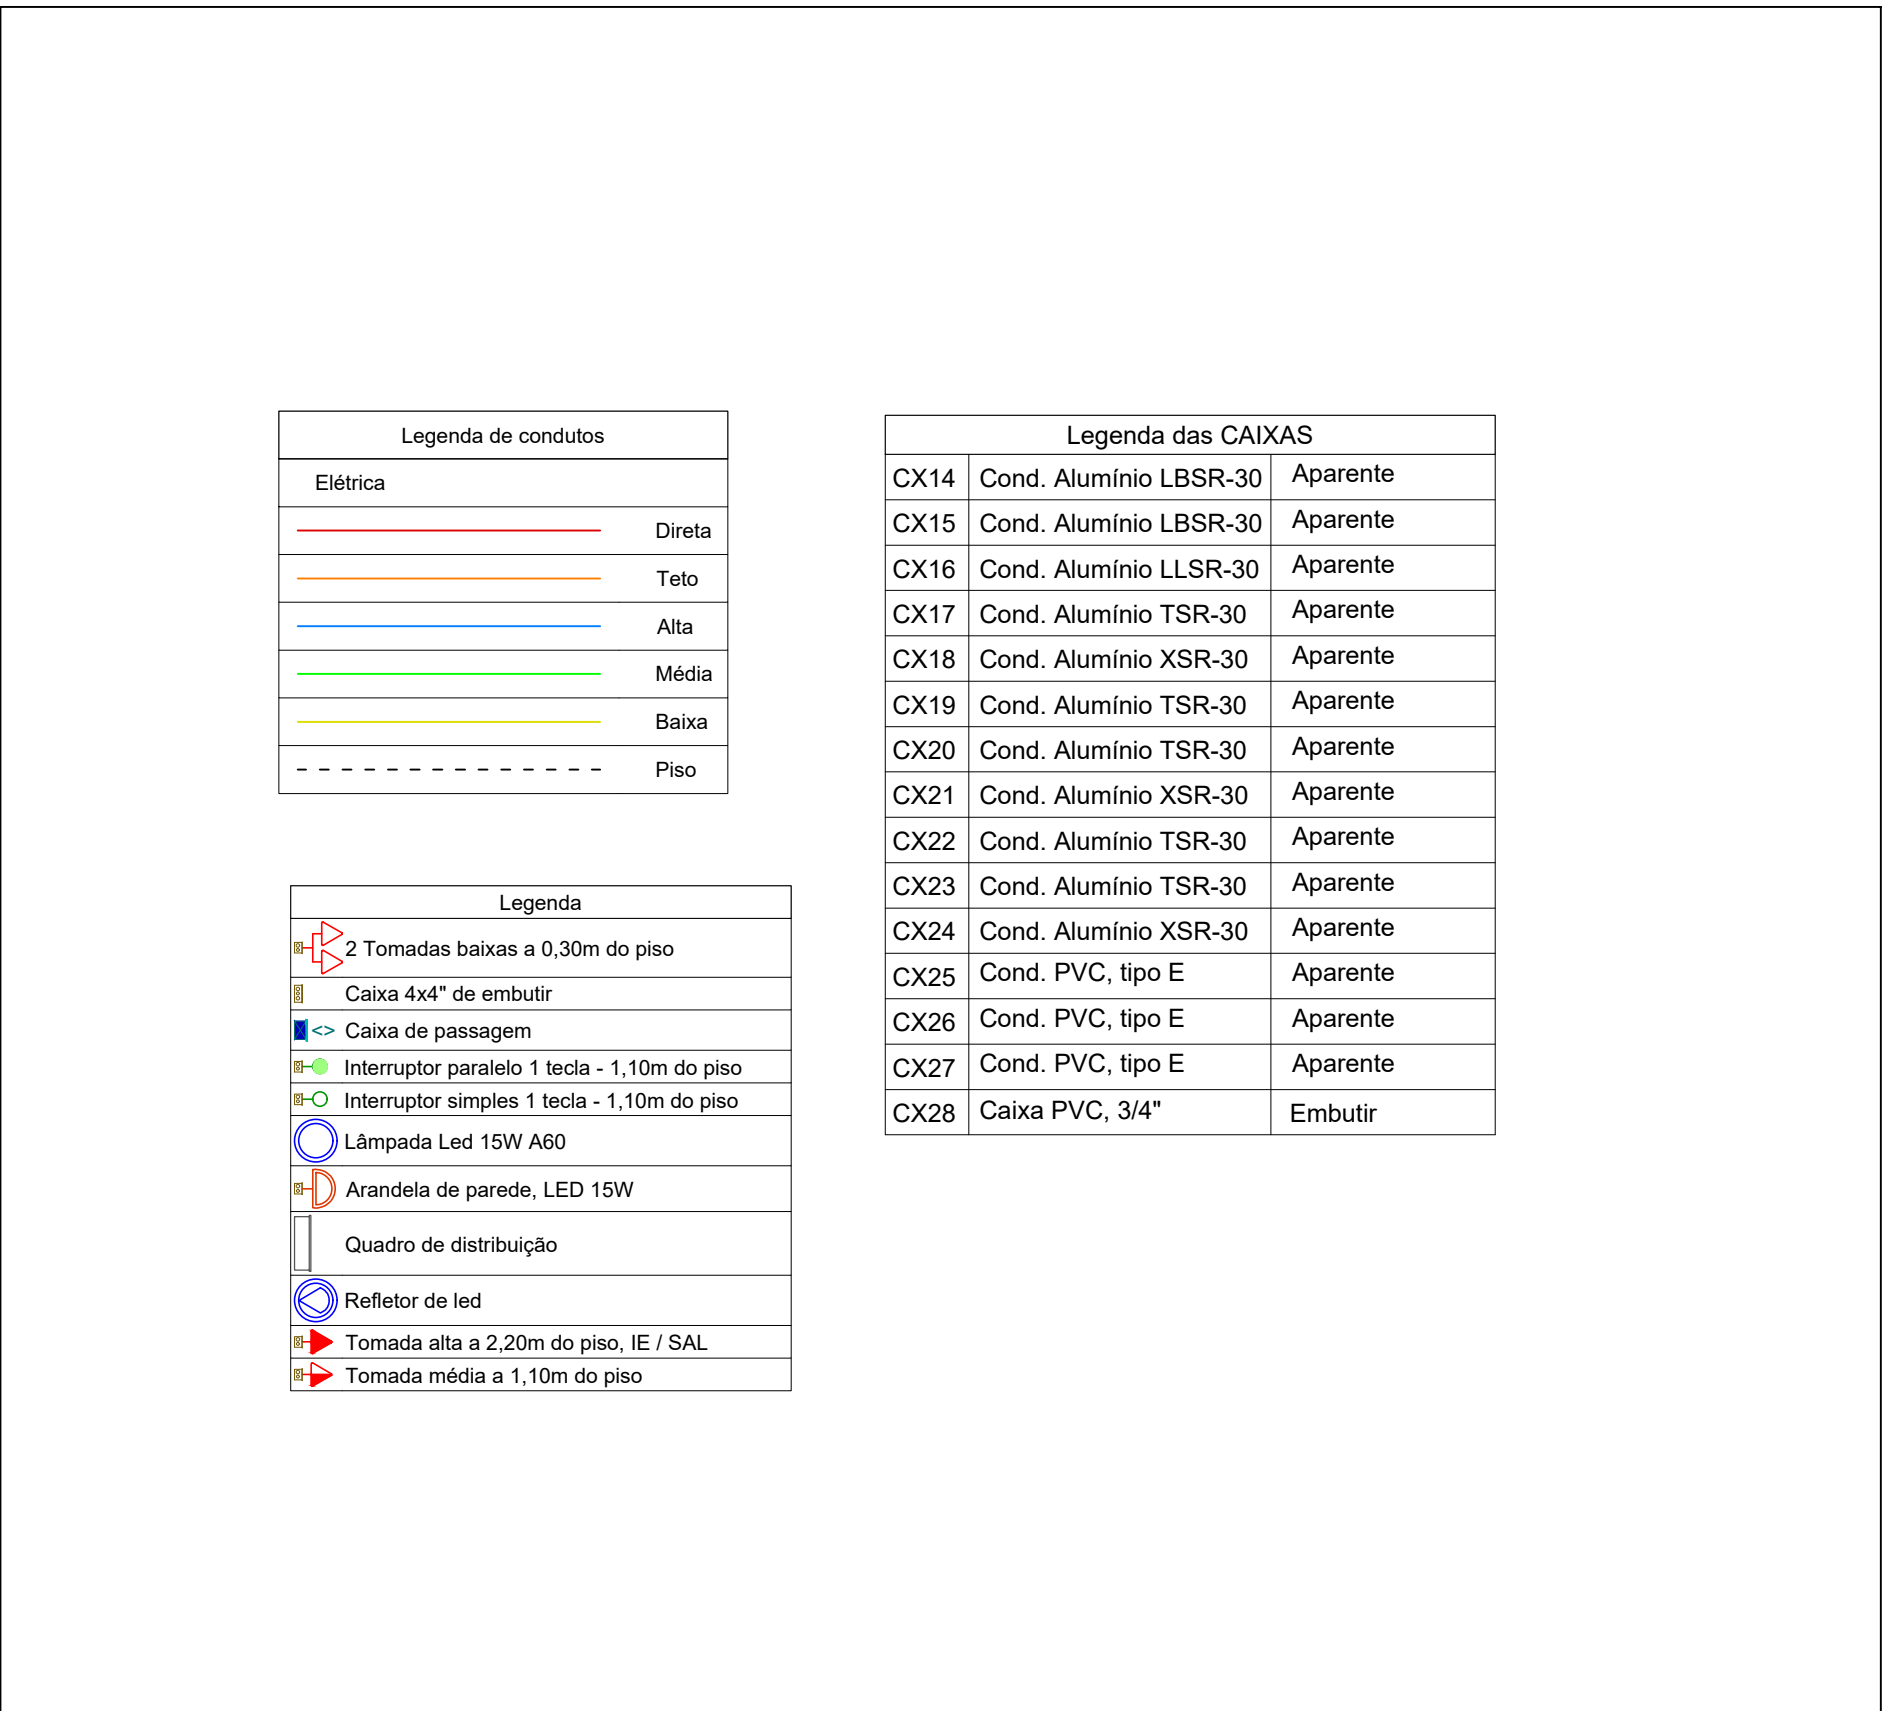 Legenda de condutos
Elétrica
Direta
Teto
Alta
Média
Baixa
Piso
Legenda
2 Tomadas baixas a 0,30m do piso
Caixa 4x4" de embutir
<> Caixa de passagem
Interruptor paralelo 1 tecla - 1,10m do piso
Interruptor simples 1 tecla - 1,10m do piso
Lâmpada Led 15W A60
Arandela de parede, LED 15W
Quadro de distribuição
Refletor de led
Tomada alta a 2,20m do piso, IE / SAL
Tomada média a 1,10m do piso
Legenda das CAIXAS
CX14 Cond. Alumínio LBSR-30 Aparente
CX15 Cond. Alumínio LBSR-30 Aparente
CX16 Cond. Alumínio LLSR-30 Aparente
CX17 Cond. Alumínio TSR-30 Aparente
CX18 Cond. Alumínio XSR-30 Aparente
CX19 Cond. Alumínio TSR-30 Aparente
CX20 Cond. Alumínio TSR-30 Aparente
CX21 Cond. Alumínio XSR-30 Aparente
CX22 Cond. Alumínio TSR-30 Aparente
CX23 Cond. Alumínio TSR-30 Aparente
CX24 Cond. Alumínio XSR-30 Aparente
CX25 Cond. PVC, tipo E Aparente
CX26 Cond. PVC, tipo E Aparente
CX27 Cond. PVC, tipo E Aparente
CX28 Caixa PVC, 3/4" Embutir